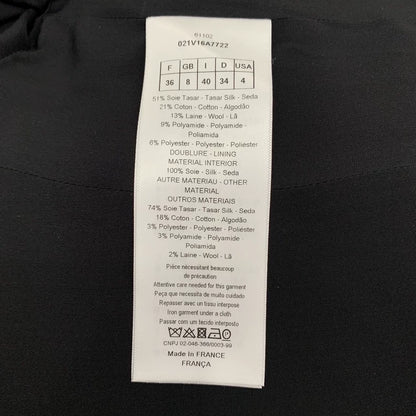 61102
021V16A7722
F GB I D USA
36 8 40 34 4
51% Soie Tasar - Tasar Silk - Seda
21% Coton - Cotton - Algodão
13% Laine - Wool - Lã
9% Polyamide - Polyamide -
Poliamida
6% Polyester - Polyester - Polyester
DOUBLURE - LINING
MATERIAL INTERIOR
100% Soie - Silk - Seda
AUTRE MATERIAU - OTHER
MATERIAL
OUTROS MATERIAIS
74% Soie Tasar - Tasar Silk - Seda
18% Coton - Cotton - Algodão
3% Polyester - Polyester - Polyester
3% Polyamide - Polyamide -
Poliamida
2% Laine - Wool - Lã
Pièce nécessitant beaucoup
de précaution
Attentive care needed for this garment
Peça que necessita de muito cuidado
Repasser avec un tissu interposé
Iron garment under a cloth
Passar com um tecido interposto
CNPJ 02-046-366/0003-99
Made in FRANCE
FRANÇA